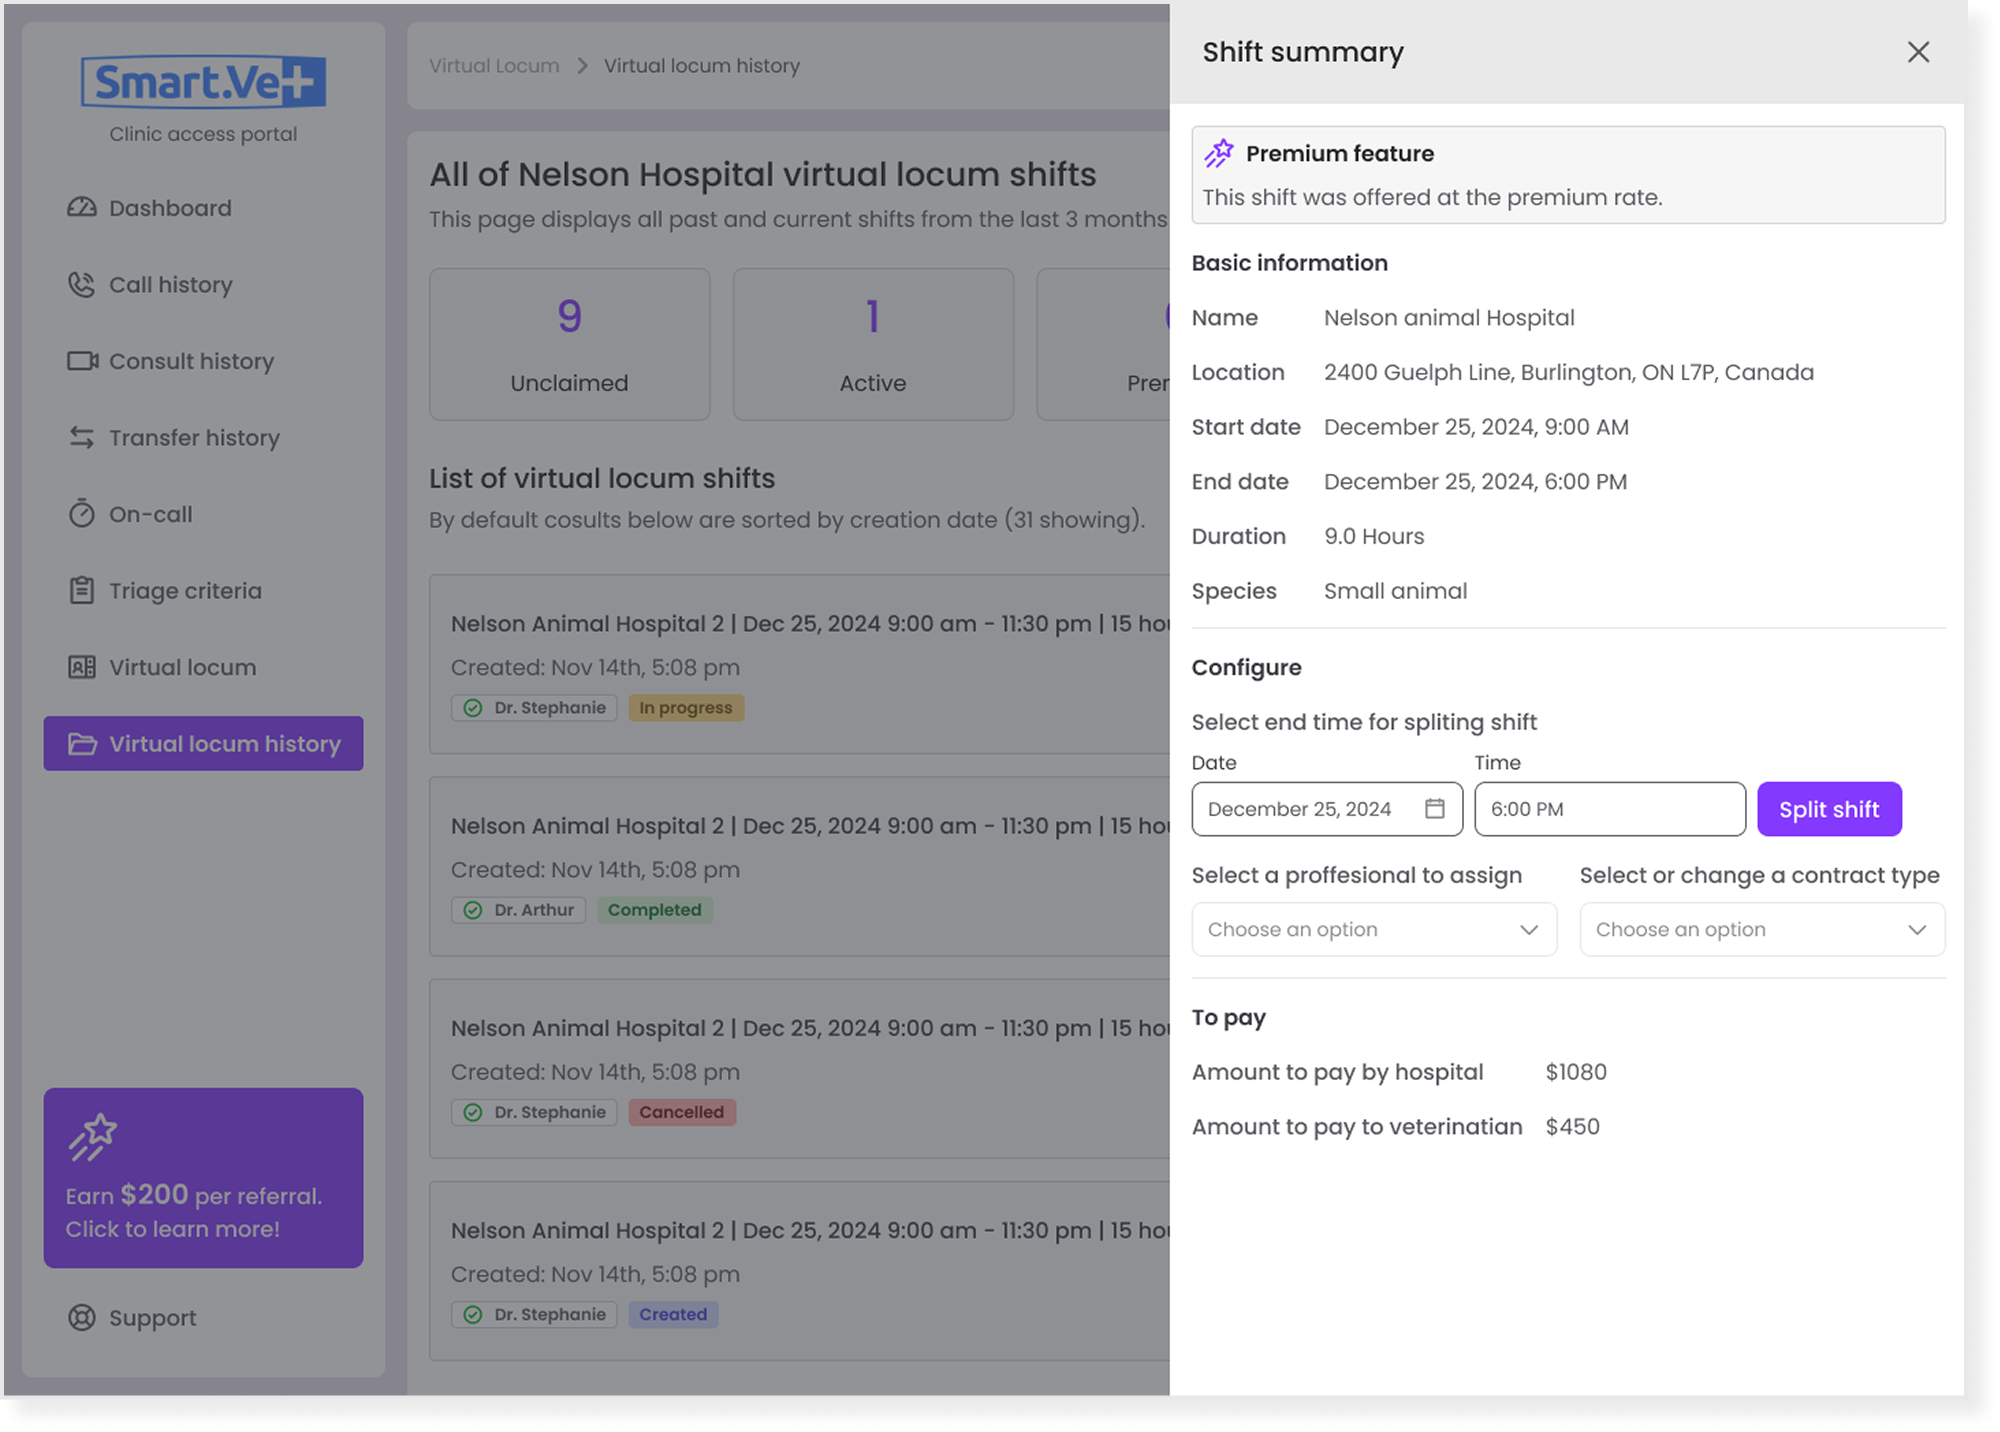 Smart.Ve+
Clinic access portal
Dashboard
Call history
Consult history
Transfer history
On-call
Triage criteria
Virtual locum
Virtual locum history
Earn $200 per referral.
Click to learn more!
Support
Virtual Locum > Virtual locum history
All of Nelson Hospital virtual locum shifts
This page displays all past and current shifts from the last 3 months
9
Unclaimed
1
Active
List of virtual locum shifts
By default cosults below are sorted by creation date (31 showing).
Nelson Animal Hospital 2 | Dec 25, 2024 9:00 am - 11:30 pm | 15
Created: Nov 14th, 5:08 pm
Dr. Stephanie In progress
Nelson Animal Hospital 2 | Dec 25, 2024 9:00 am - 11:30 pm | 15
Created: Nov 14th, 5:08 pm
Dr. Arthur Completed
Nelson Animal Hospital 2 | Dec 25, 2024 9:00 am - 11:30 pm | 15
Created: Nov 14th, 5:08 pm
Dr. Stephanie Cancelled
Nelson Animal Hospital 2 | Dec 25, 2024 9:00 am - 11:30 pm | 15
Created: Nov 14th, 5:08 pm
Dr. Stephanie Created
Shift summary
Premium feature
This shift was offered at the premium rate.
Basic information
Name Nelson animal Hospital
Location 2400 Guelph Line, Burlington, ON L7P, Canada
Start date December 25, 2024, 9:00 AM
End date December 25, 2024, 6:00 PM
Duration 9.0 Hours
Species Small animal
Configure
Select end time for spliting shift
Date Time
December 25, 2024 6:00 PM Split shift
Select a proffesional to assign Select or change a contract type
Choose an option Choose an option
To pay
Amount to pay by hospital $1080
Amount to pay to veterinatian $450